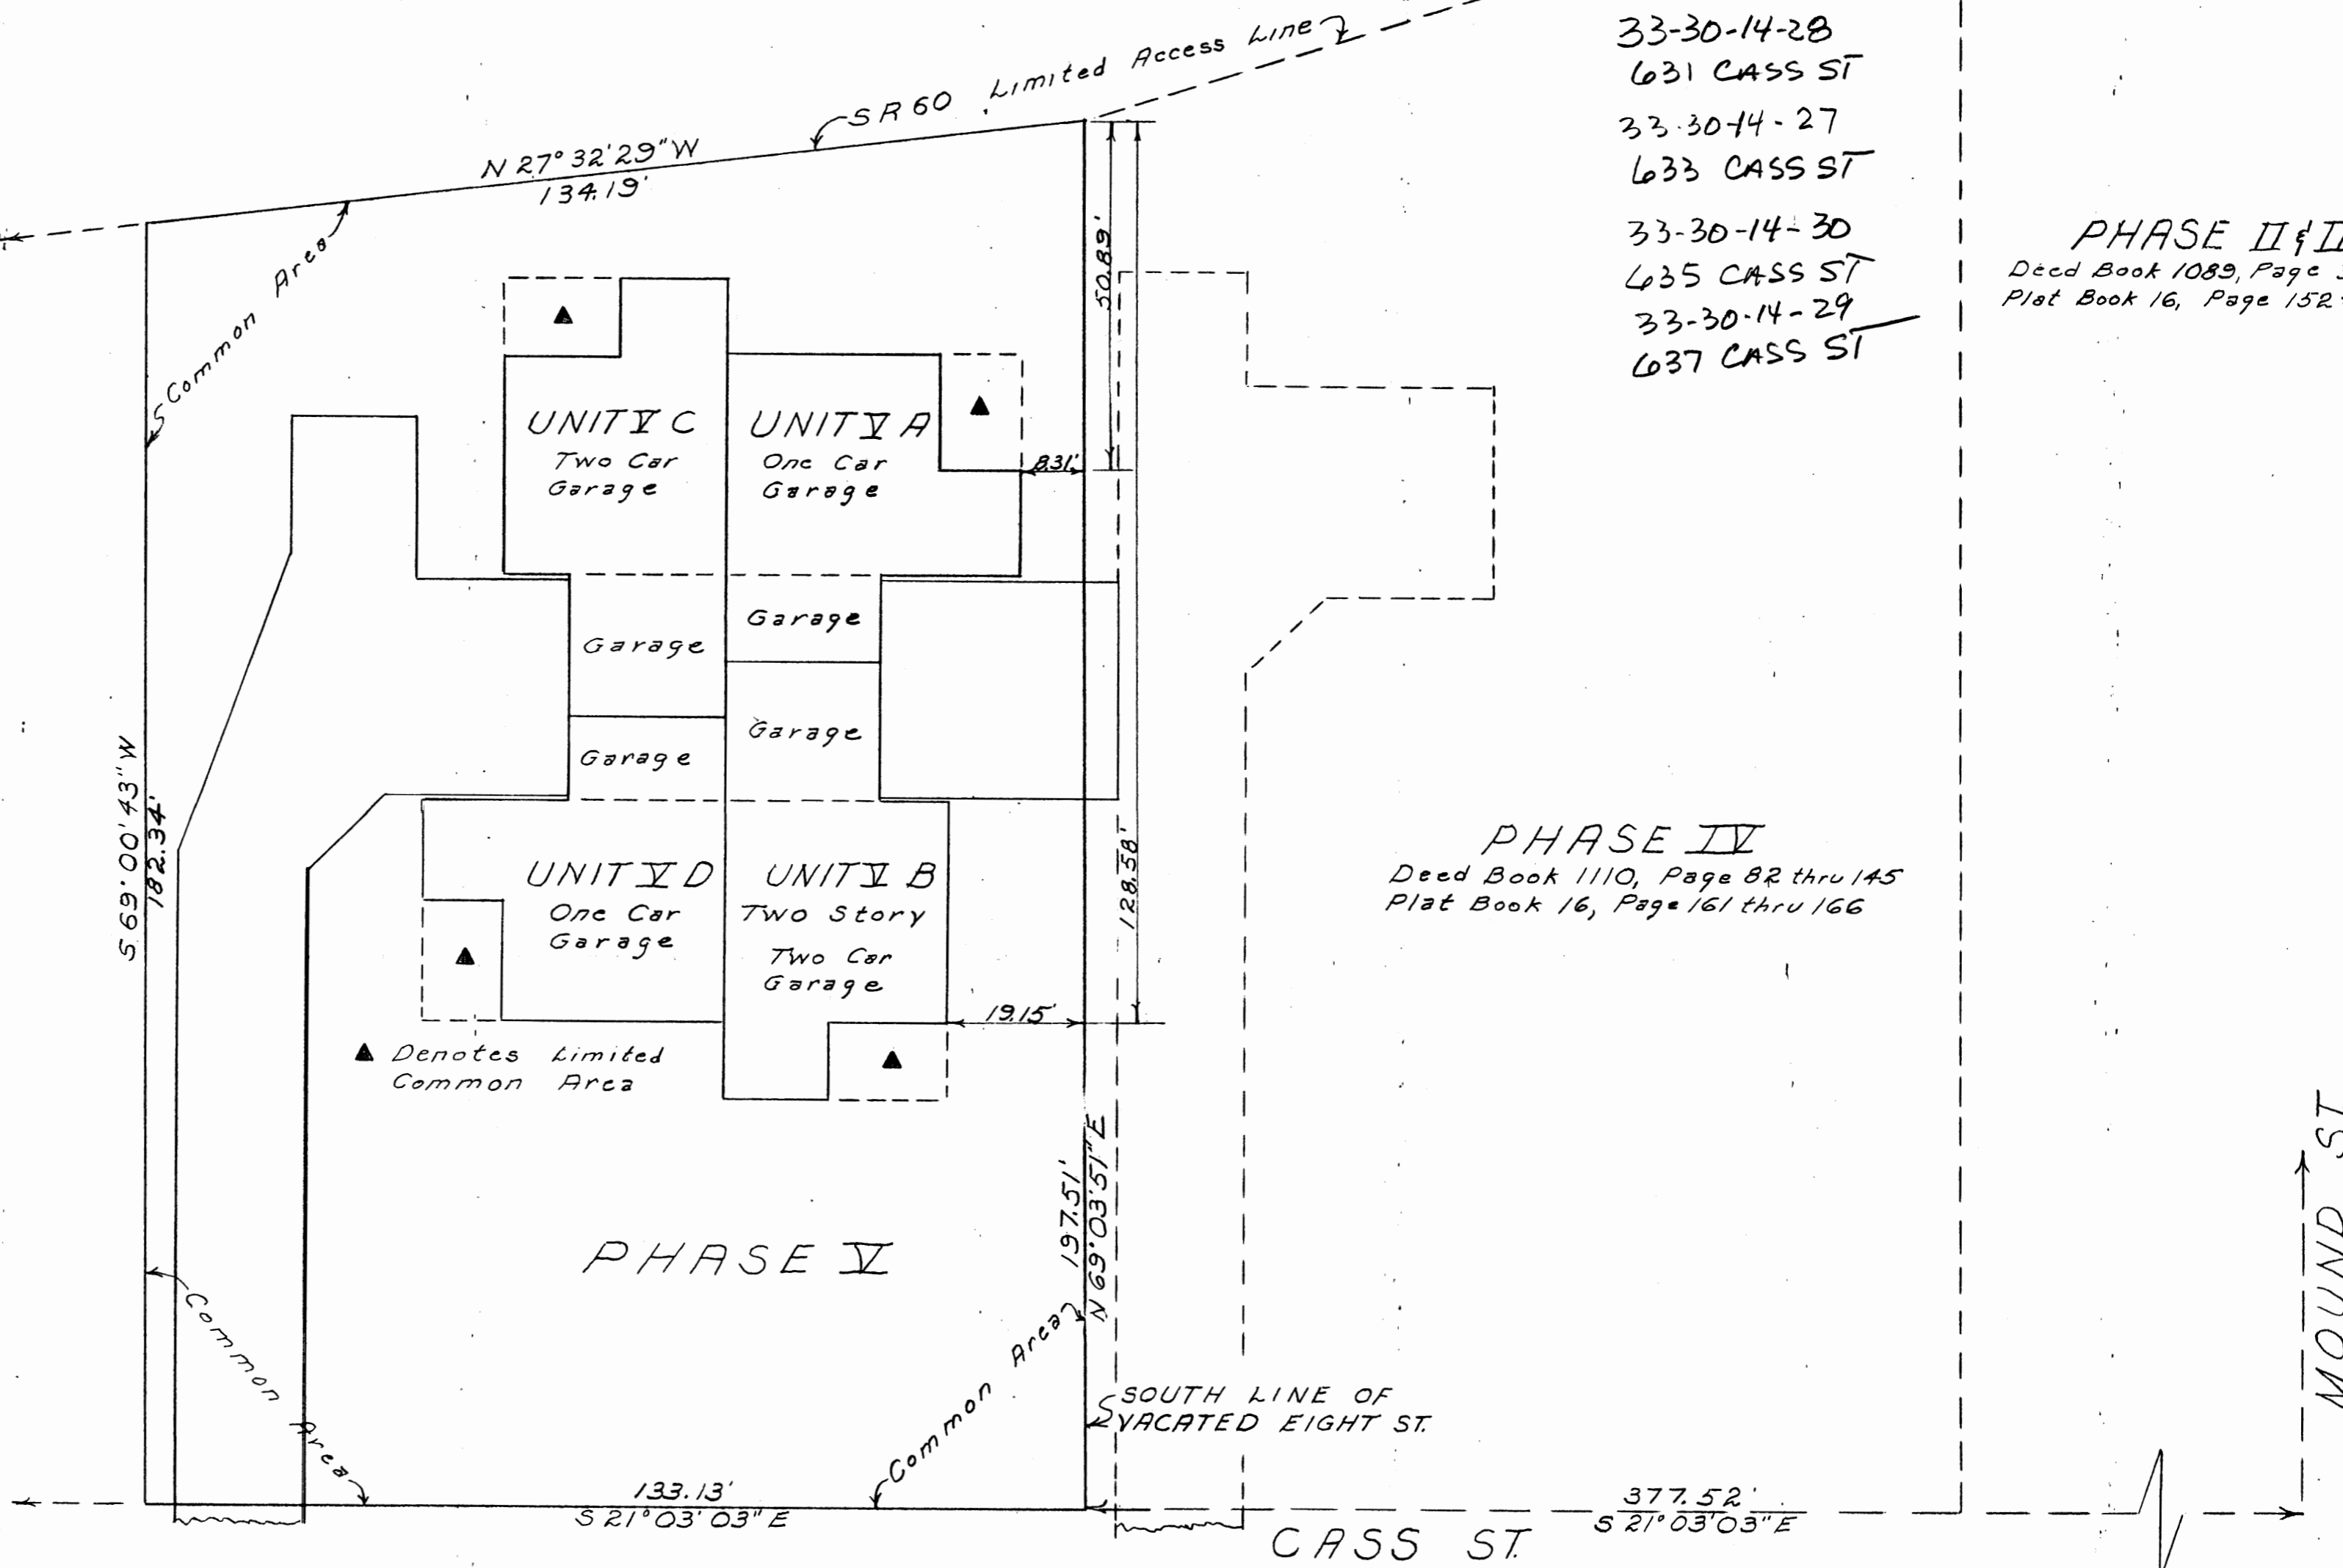 SR 60 Limited Access Line
N 27° 32' 29" W
134.19'
Common Area
33-30-14-28
631 CASS ST
33-30-14-27
633 CASS ST
33-30-14-30
635 CASS ST
33-30-14-29
637 CASS ST
PHASE II &
Deed Book 1089, Page
Plat Book 16, Page 152
50.89'
UNIT V C
Two Car
Garage
UNIT V A
One Car
Garage
8.31'
Garage
Garage
Garage
Garage
S 69° 00' 43" W
182.34'
128.58'
UNIT V D
One Car
Garage
UNIT V B
Two Story
Two Car
Garage
19.15'
PHASE IV
Deed Book 1110, Page 82 thru 145
Plat Book 16, Page 161 thru 166
▲ Denotes Limited
Common Area
PHASE V
197.51'
N 69° 03' 51" E
Common Area
Common Area
SOUTH LINE OF
VACATED EIGHT ST.
133.13'
S 21° 03' 03" E
377.52'
S 21° 03' 03" E
CASS ST.
MOUND ST